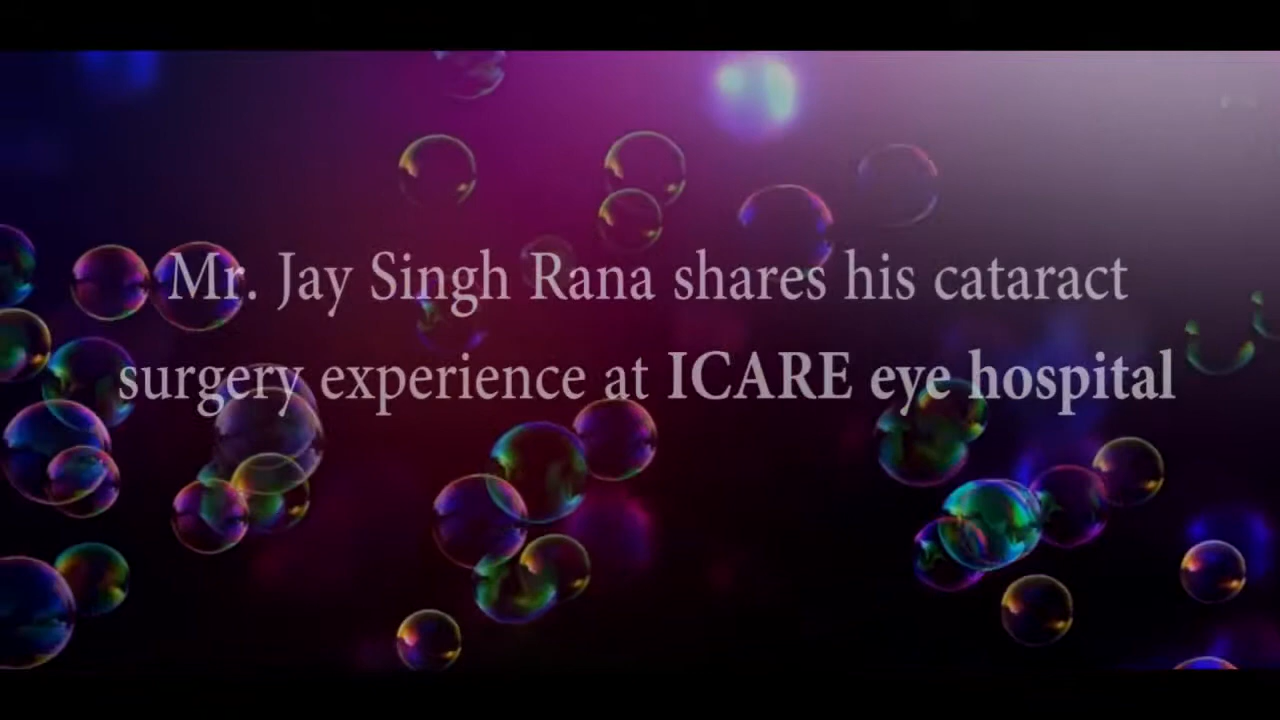 Mr. Jay Singh Rana shares his cataract
surgery experience at ICARE eye hospital